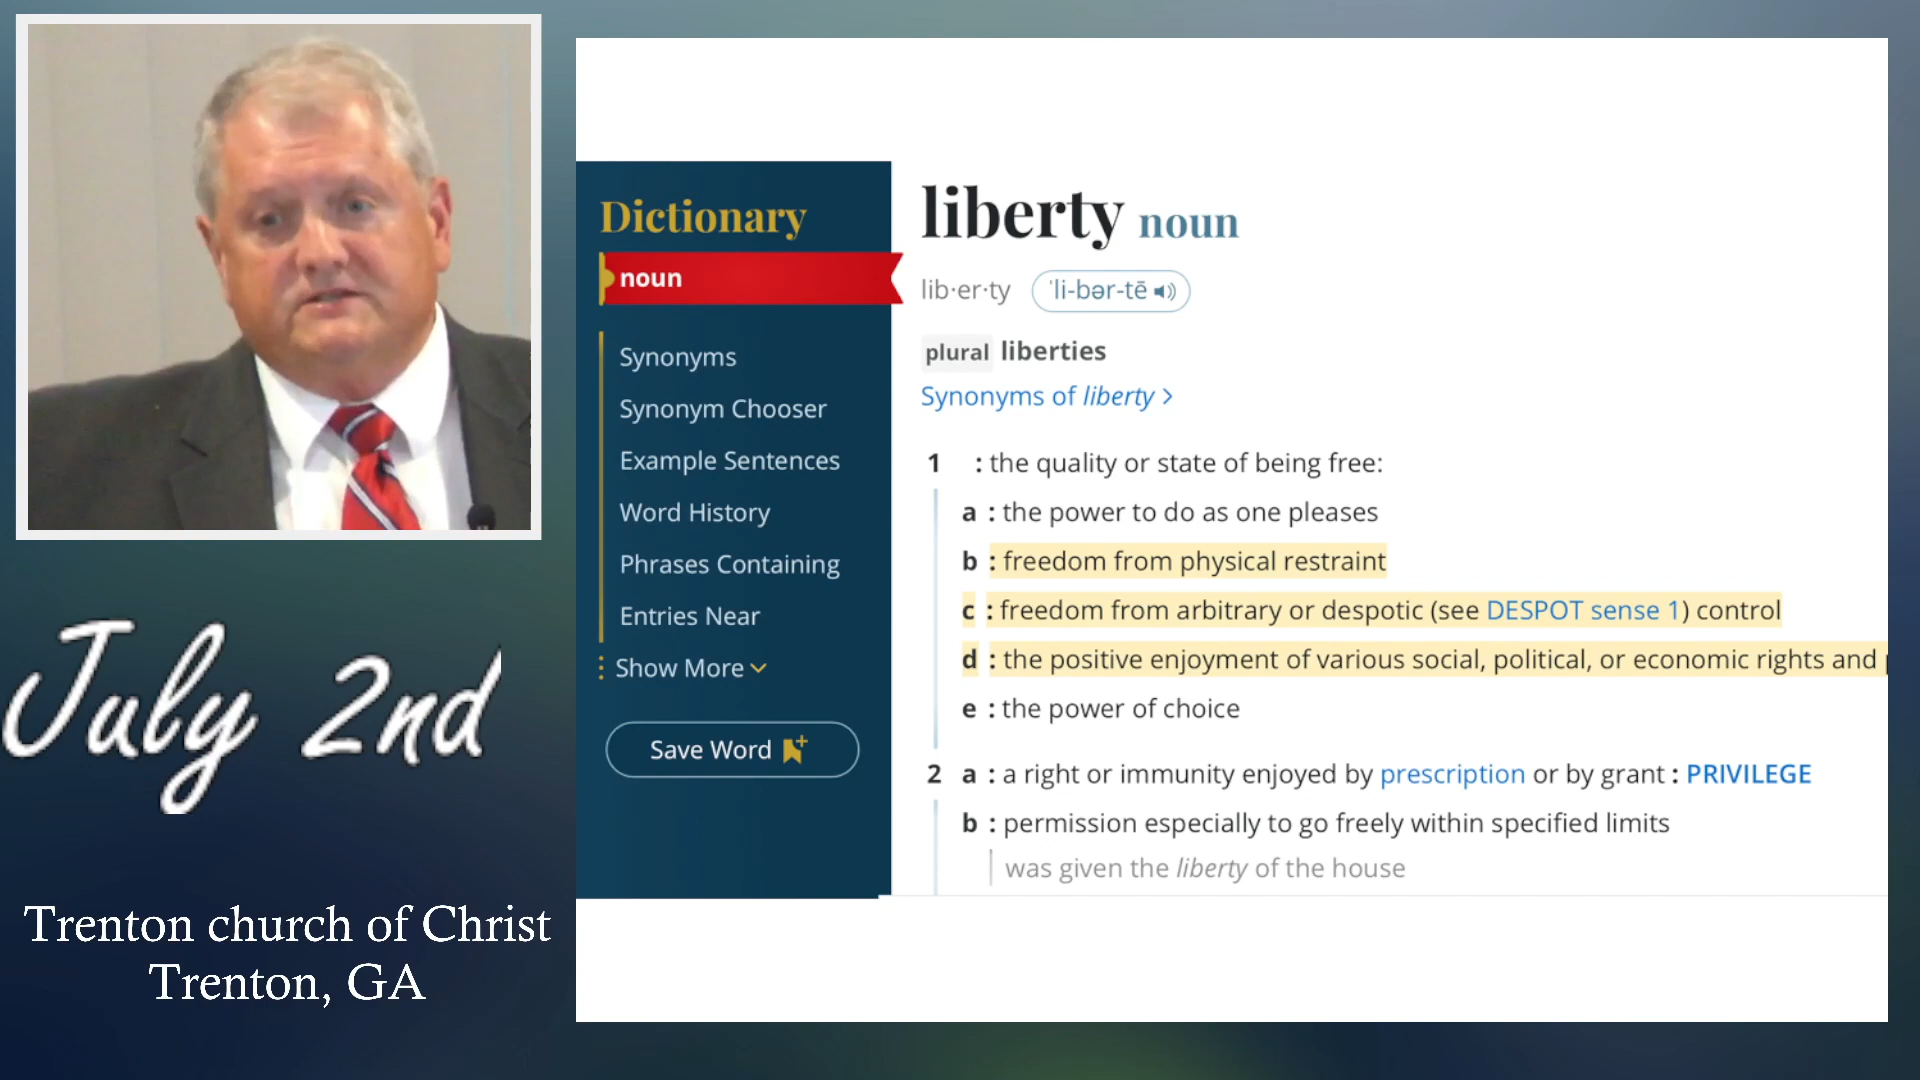 July 2nd
Trenton church of Christ
Trenton, GA
Dictionary
noun
Synonyms
Synonym Chooser
Example Sentences
Word History
Phrases Containing
Entries Near
Show More
Save Word
liberty noun
lib·er·ty ˈli-bər-tē
plural liberties
Synonyms of liberty >
1 : the quality or state of being free:
a : the power to do as one pleases
b : freedom from physical restraint
c : freedom from arbitrary or despotic (see DESPOT sense 1) control
d : the positive enjoyment of various social, political, or economic rights and
e : the power of choice
2 a : a right or immunity enjoyed by prescription or by grant : PRIVILEGE
b : permission especially to go freely within specified limits
was given the liberty of the house